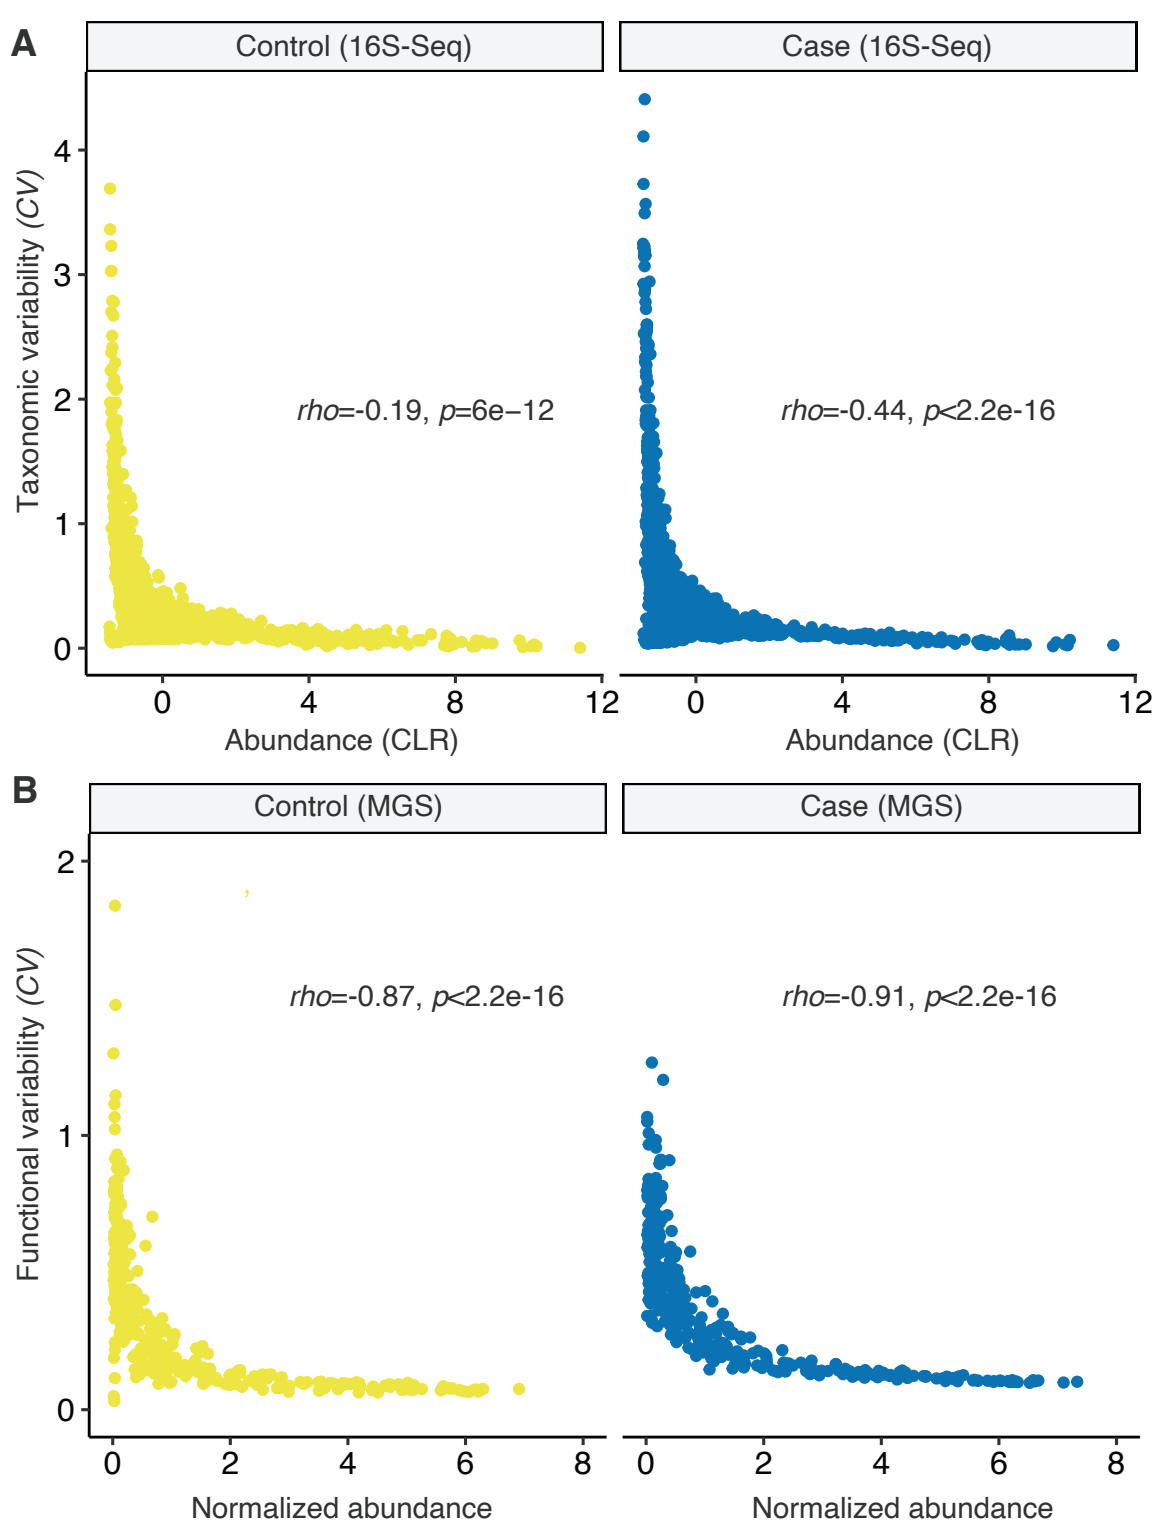 A
Control (16S-Seq)
Case (16S-Seq)
Taxonomic variability (CV)
4
3
2
1
0
rho=-0.19, p=6e−12
rho=-0.44, p<2.2e-16
0 4 8 12
0 4 8 12
Abundance (CLR)
Abundance (CLR)
B
Control (MGS)
Case (MGS)
Functional variability (CV)
2
1
0
,
rho=-0.87, p<2.2e-16
rho=-0.91, p<2.2e-16
0 2 4 6 8
0 2 4 6 8
Normalized abundance
Normalized abundance